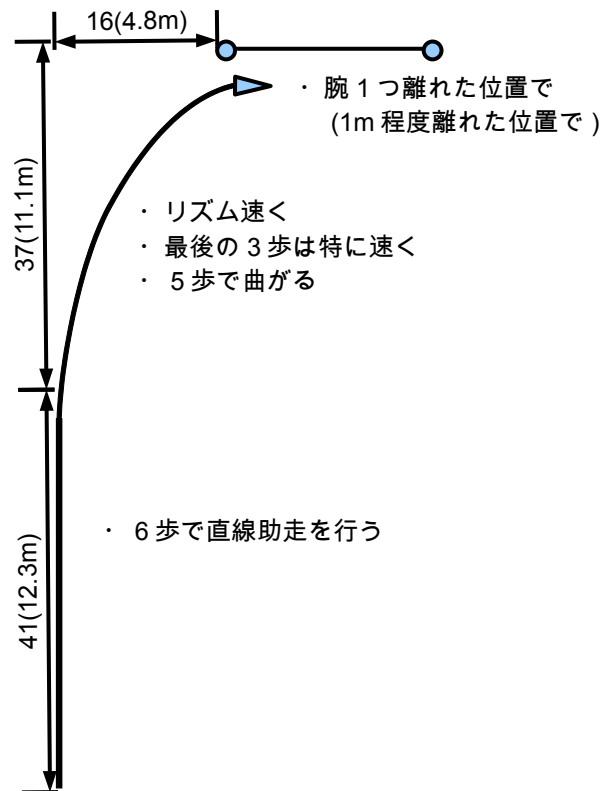 16(4.8m)
・ 腕 1 つ離れた位置で
(1m 程度離れた位置で )
37(11.1m)
・ リズム速く
・ 最後の 3 歩は特に速く
・ 5 歩で曲がる
・ 6 歩で直線助走を行う
41(12.3m)